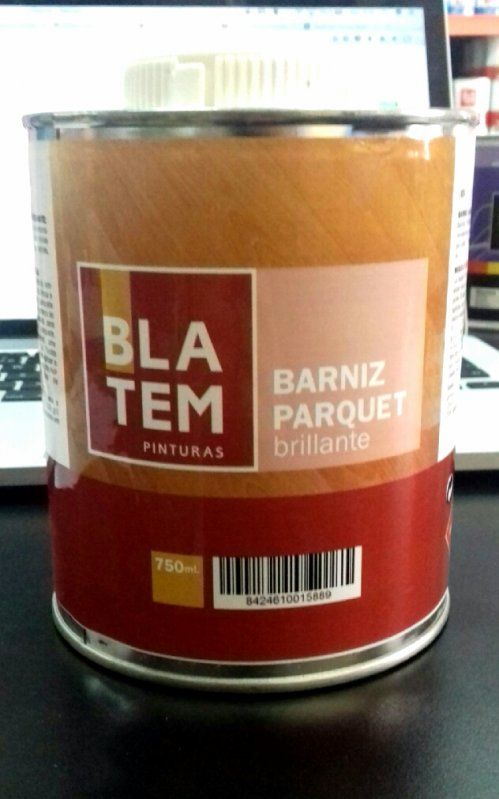 BLA
TEM
PINTURAS
BARNIZ
PARQUET
brillante
750ml.
8424610015889